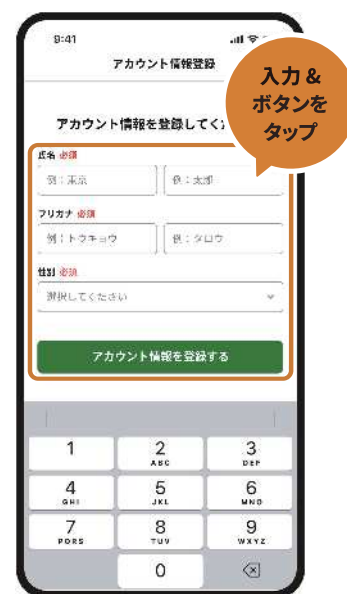 9:41
アカウント情報登録
入力&
ボタンを
タップ
アカウント情報を登録してく
氏名 必須
例：東京
例：太郎
フリガナ 必須
例：トウキョウ
例：タロウ
性別 必須
選択してください
アカウント情報を登録する
1
2
ABC
3
DEF
4
GHI
5
JKL
6
MNO
7
PQRS
8
TUV
9
WXYZ
0